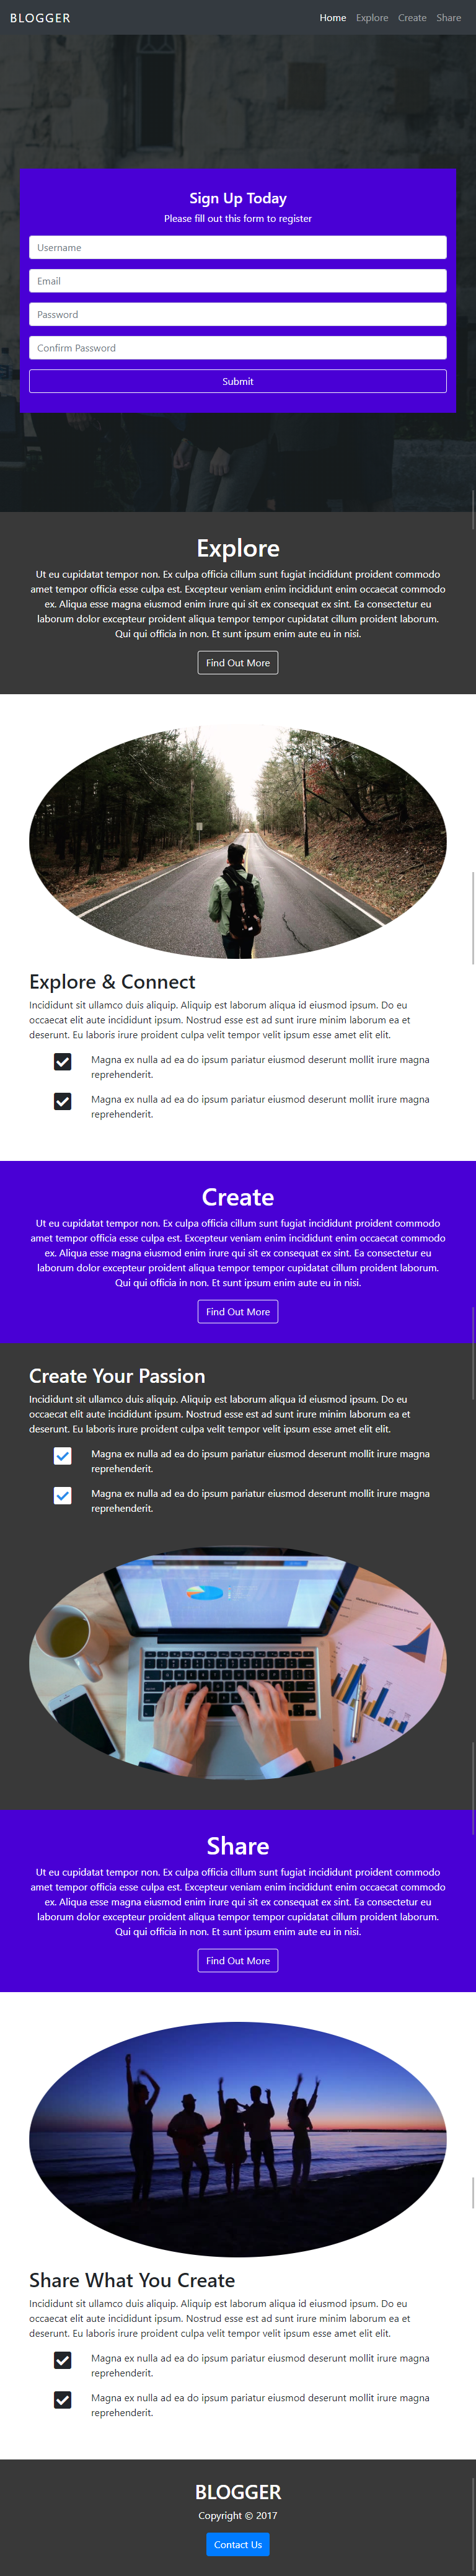 BLOGGER
Home Explore Create Share
Sign Up Today
Please fill out this form to register
Username
Email
Password
Confirm Password
Submit
Explore
Ut eu cupidatat tempor non. Ex culpa officia cillum sunt fugiat incididunt proident commodo
amet tempor officia esse culpa est. Excepteur veniam enim incididunt enim occaecat commodo
ex. Aliqua esse magna eiusmod enim irure qui sit ex consequat ex sint. Ea consectetur eu
laborum dolor excepteur proident aliqua tempor tempor cupidatat cillum proident laborum.
Qui qui officia in non. Et sunt ipsum enim aute eu in nisi.
Find Out More
Explore & Connect
Incididunt sit ullamco duis aliquip. Aliquip est laborum aliqua id eiusmod ipsum. Do eu
occaecat elit aute incididunt ipsum. Nostrud esse est ad sunt irure minim laborum ea et
deserunt. Eu laboris irure proident culpa velit tempor velit ipsum esse amet elit elit.
Magna ex nulla ad ea do ipsum pariatur eiusmod deserunt mollit irure magna
reprehenderit.
Magna ex nulla ad ea do ipsum pariatur eiusmod deserunt mollit irure magna
reprehenderit.
Create
Ut eu cupidatat tempor non. Ex culpa officia cillum sunt fugiat incididunt proident commodo
amet tempor officia esse culpa est. Excepteur veniam enim incididunt enim occaecat commodo
ex. Aliqua esse magna eiusmod enim irure qui sit ex consequat ex sint. Ea consectetur eu
laborum dolor excepteur proident aliqua tempor tempor cupidatat cillum proident laborum.
Qui qui officia in non. Et sunt ipsum enim aute eu in nisi.
Find Out More
Create Your Passion
Incididunt sit ullamco duis aliquip. Aliquip est laborum aliqua id eiusmod ipsum. Do eu
occaecat elit aute incididunt ipsum. Nostrud esse est ad sunt irure minim laborum ea et
deserunt. Eu laboris irure proident culpa velit tempor velit ipsum esse amet elit elit.
Magna ex nulla ad ea do ipsum pariatur eiusmod deserunt mollit irure magna
reprehenderit.
Magna ex nulla ad ea do ipsum pariatur eiusmod deserunt mollit irure magna
reprehenderit.
Share
Ut eu cupidatat tempor non. Ex culpa officia cillum sunt fugiat incididunt proident commodo
amet tempor officia esse culpa est. Excepteur veniam enim incididunt enim occaecat commodo
ex. Aliqua esse magna eiusmod enim irure qui sit ex consequat ex sint. Ea consectetur eu
laborum dolor excepteur proident aliqua tempor tempor cupidatat cillum proident laborum.
Qui qui officia in non. Et sunt ipsum enim aute eu in nisi.
Find Out More
Share What You Create
Incididunt sit ullamco duis aliquip. Aliquip est laborum aliqua id eiusmod ipsum. Do eu
occaecat elit aute incididunt ipsum. Nostrud esse est ad sunt irure minim laborum ea et
deserunt. Eu laboris irure proident culpa velit tempor velit ipsum esse amet elit elit.
Magna ex nulla ad ea do ipsum pariatur eiusmod deserunt mollit irure magna
reprehenderit.
Magna ex nulla ad ea do ipsum pariatur eiusmod deserunt mollit irure magna
reprehenderit.
BLOGGER
Copyright © 2017
Contact Us